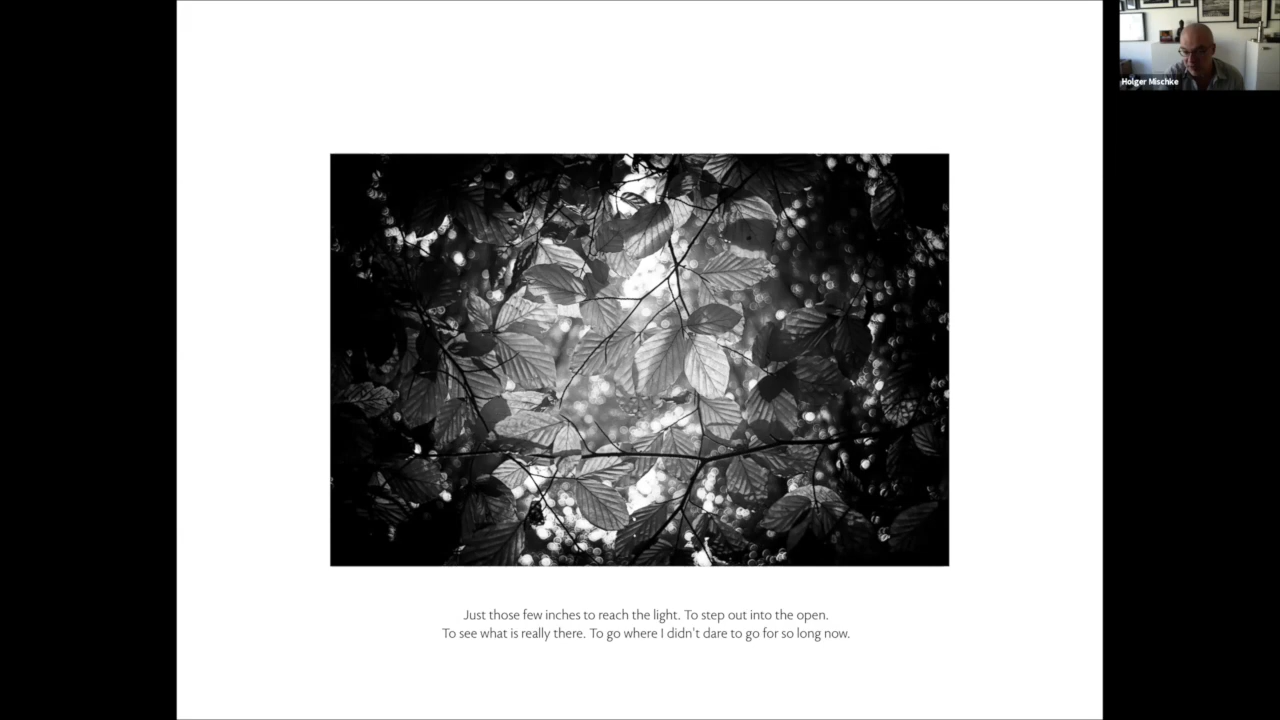 Holger Mischke
Just those few inches to reach the light. To step out into the open.
To see what is really there. To go where I didn't dare to go for so long now.